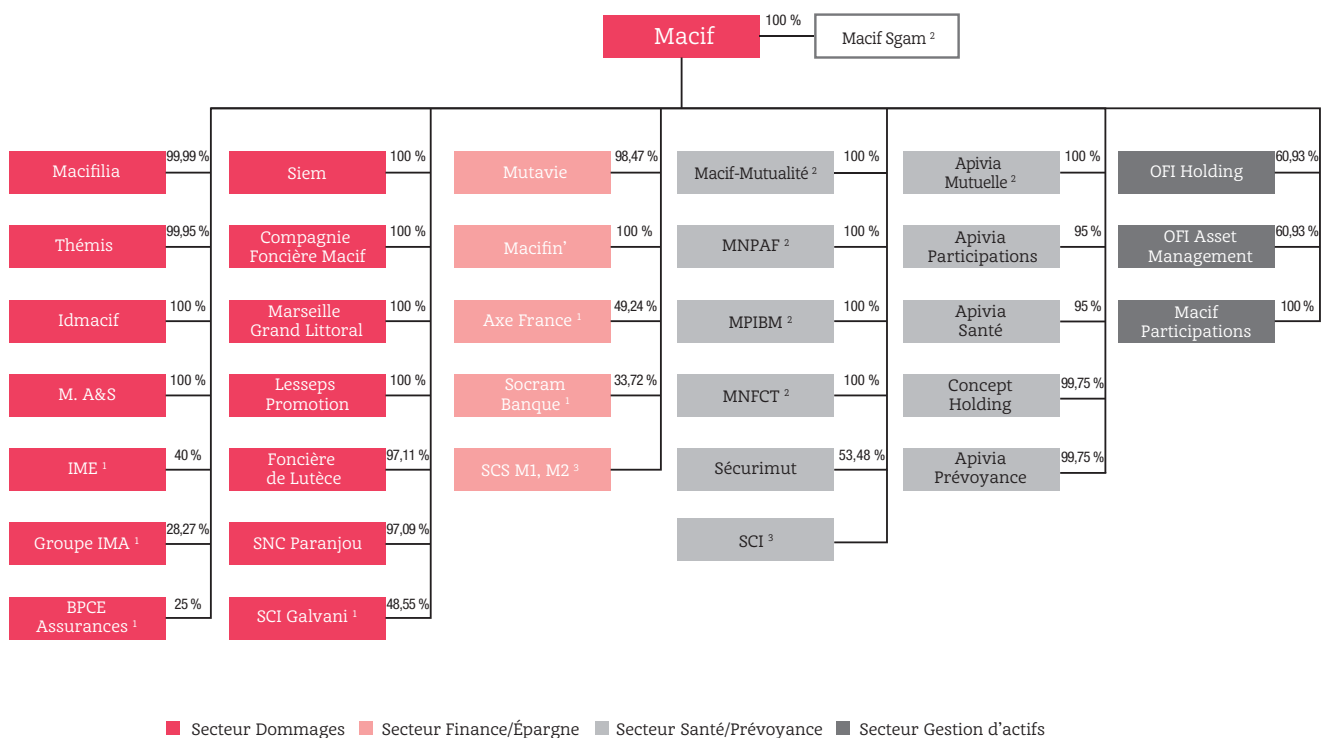 Macif
100 %
Macif Sgam ²
Macifilia
99,99 %
Thémis
99,95 %
Idmacif
100 %
M. A&S
100 %
IME ¹
40 %
Groupe IMA ¹
28,27 %
BPCE
Assurances ¹
25 %
Siem
100 %
Compagnie
Foncière Macif
100 %
Marseille
Grand Littoral
100 %
Lesseps
Promotion
100 %
Foncière
de Lutèce
97,11 %
SNC Paranjou
97,09 %
SCI Galvani ¹
48,55 %
Mutavie
98,47 %
Macifin’
100 %
Axe France ¹
49,24 %
Socram
Banque ¹
33,72 %
SCS M1, M2 ³
Macif-Mutualité ²
100 %
MNPAF ²
100 %
MPIBM ²
100 %
MNFCT ²
100 %
Sécurimut
53,48 %
SCI ³
Apivia
Mutuelle ²
100 %
Apivia
Participations
95 %
Apivia
Santé
95 %
Concept
Holding
99,75 %
Apivia
Prévoyance
99,75 %
OFI Holding
60,93 %
OFI Asset
Management
60,93 %
Macif
Participations
100 %
Secteur Dommages
Secteur Finance/Épargne
Secteur Santé/Prévoyance
Secteur Gestion d'actifs